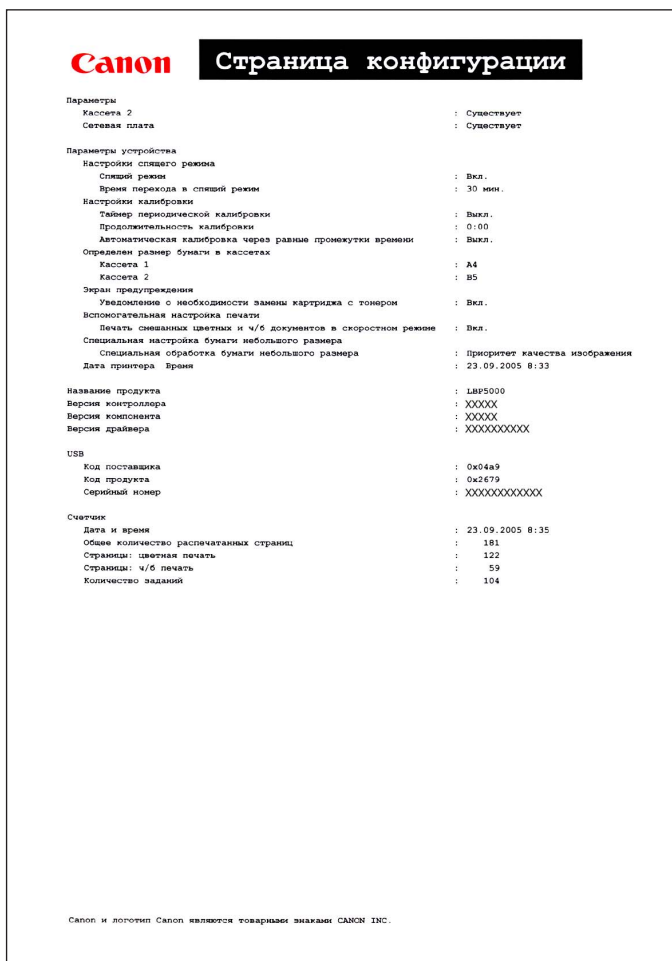 Canon Страница конфигурации
Параметры
Кассета 2 : Существует
Сетевая плата : Существует
Параметры устройства
Настройки спящего режима
Спящий режим : Вкл.
Время перехода в спящий режим : 30 мин.
Настройки калибровки
Таймер периодической калибровки : Выкл.
Продолжительность калибровки : 0:00
Автоматическая калибровка через равные промежутки времени : Выкл.
Определен размер бумаги в кассетах
Кассета 1 : A4
Кассета 2 : B5
Экран предупреждения
Уведомление о необходимости замены картриджа с тонером : Вкл.
Вспомогательная настройка печати
Печать смешанных цветных и ч/б документов в скоростном режиме : Вкл.
Специальная настройка бумаги небольшого размера
Специальная обработка бумаги небольшого размера : Приоритет качества изображения
Дата принтера Время : 23.09.2005 8:33
Название продукта : LBP5000
Версия контроллера : XXXXX
Версия компонента : XXXXX
Версия драйвера : XXXXXXXXXX
USB
Код поставщика : 0x04a9
Код продукта : 0x2679
Серийный номер : XXXXXXXXXXXX
Счетчик
Дата и время : 23.09.2005 8:35
Общее количество распечатанных страниц : 181
Страницы: цветная печать : 122
Страницы: ч/б печать : 59
Количество заданий : 104
Canon и логотип Canon являются товарными знаками CANON INC.